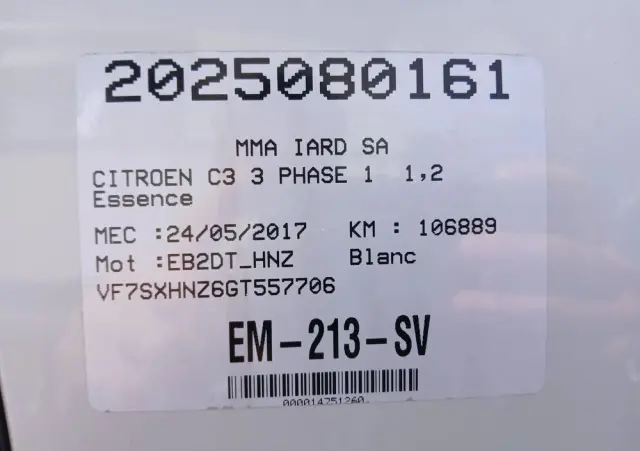 2025080161
MMA IARD SA
CITROEN C3 3 PHASE 1 1,2
Essence
MEC :24/05/2017 KM : 106889
Mot :EB2DT_HNZ Blanc
VF7SXHNZ6GT557706
EM-213-SV
000014751260